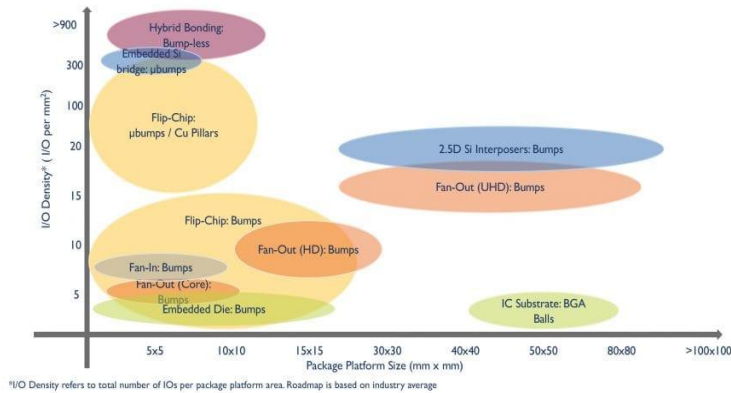 >900
300
100
20
15
10
5
I/O Density* ( I/O per mm²)
Hybrid Bonding:
Bump-less
Embedded Si
bridge: µbumps
Flip-Chip:
µbumps / Cu Pillars
2.5D Si Interposers: Bumps
Fan-Out (UHD): Bumps
Flip-Chip: Bumps
Fan-Out (HD): Bumps
Fan-In: Bumps
Fan-Out (Core):
Bumps
Embedded Die: Bumps
IC Substrate: BGA
Balls
5x5 10x10 15x15 30x30 40x40 50x50 80x80 >100x100
Package Platform Size (mm x mm)
*I/O Density refers to total number of IOs per package platform area. Roadmap is based on industry average